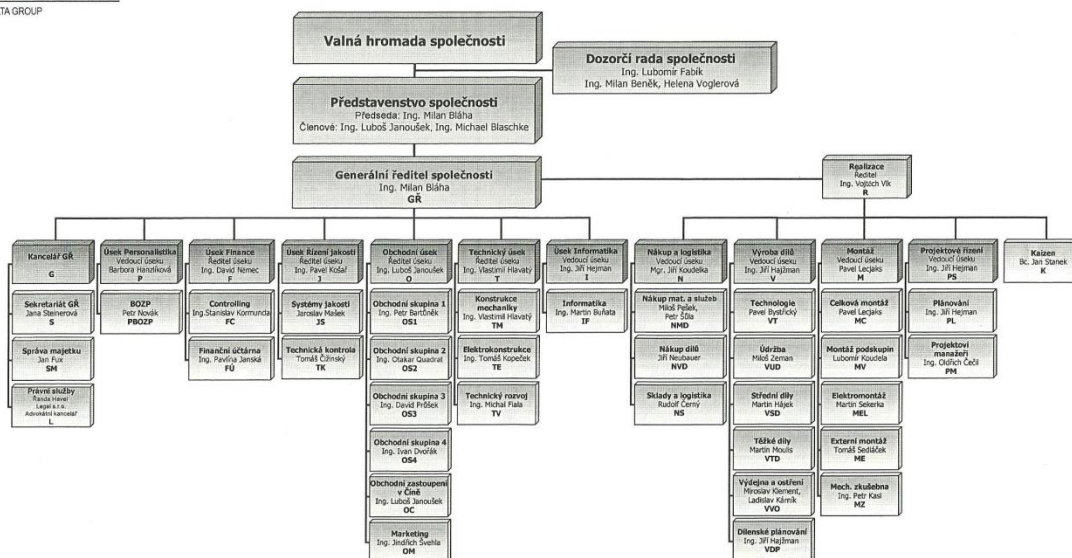 TA GROUP
Valná hromada společnosti
Dozorčí rada společnosti
Ing. Lubomír Fabík
Ing. Milan Beněk, Helena Voglerová
Představenstvo společnosti
Předseda: Ing. Milan Bláha
Členové: Ing. Luboš Janoušek, Ing. Michael Blaschke
Generální ředitel společnosti
Ing. Milan Bláha
GŘ
Realizace
Ředitel
Ing. Vojtěch Vlk
R
Kancelář GŘ
G
Sekretariát GŘ
Jana Steinerová
S
Správa majetku
Jan Fux
SM
Právní služby
Randa Havel
Legal s.r.o.
Advokátní kancelář
L
Úsek Personalistika
Vedoucí úseku
Barbora Hanzlíková
P
BOZP
Petr Novák
PBOZP
Úsek Finance
Ředitel úseku
Ing. David Nemec
F
Controlling
Ing.Stanislav Kormunda
FC
Finanční účtárna
Ing. Pavlína Janská
FÚ
Úsek Řízení jakosti
Ředitel úseku
Ing. Pavel Košař
J
Systémy jakosti
Jaroslav Mašek
JS
Technická kontrola
Tomáš Čižinský
TK
Obchodní úsek
Ředitel úseku
Ing. Luboš Janoušek
O
Obchodní skupina 1
Ing. Petr Bartůněk
OS1
Obchodní skupina 2
Ing. Otakar Quadrat
OS2
Obchodní skupina 3
Ing. David Průšek
OS3
Obchodní skupina 4
Ing. Ivan Dvořák
OS4
Obchodní zastoupení
v Číně
Ing. Luboš Janoušek
OC
Marketing
Ing. Jindřich Švehla
OM
Technický úsek
Ředitel úseku
Ing. Vlastimil Hlavatý
T
Konstrukce
mechaniky
Ing. Vlastimil Hlavatý
TM
Elektrokonstrukce
Ing. Tomáš Kopeček
TE
Technický rozvoj
Ing. Michal Fiala
TV
Úsek Informatika
Vedoucí úseku
Ing. Jiří Hejman
I
Informatika
Ing. Martin Buňata
IF
Nákup a logistika
Vedoucí úseku
Mgr. Jiří Koudelka
N
Nákup mat. a služeb
Miloš Pešek,
Petr Šůla
NMD
Nákup dílů
Jiří Neubauer
NVD
Sklady a logistika
Rudolf Černý
NS
Výroba dílů
Vedoucí úseku
Ing. Jiří Hajžman
V
Technologie
Pavel Bystřický
VT
Údržba
Miloš Zeman
VUD
Střední díly
Martin Hájek
VSD
Těžké díly
Martin Moulis
VTD
Výdejna a ostření
Miroslav Klement,
Ladislav Kárník
VVO
Dílenské plánování
Ing. Jiří Hajžman
VDP
Montáž
Vedoucí úseku
Pavel Lecjaks
M
Celková montáž
Pavel Lecjaks
MC
Montáž podskupin
Lubomír Koudela
MV
Elektromontáž
Martin Sekerka
MEL
Externí montáž
Tomáš Sedláček
ME
Mech. zkušebna
Ing. Petr Kasl
MZ
Projektové řízení
Vedoucí úseku
Ing. Jiří Hejman
PS
Plánování
Ing. Jiří Hejman
PL
Projektoví
manažeři
Ing. Oldřich Čečil
PM
Kaizen
Bc. Jan Stanek
K